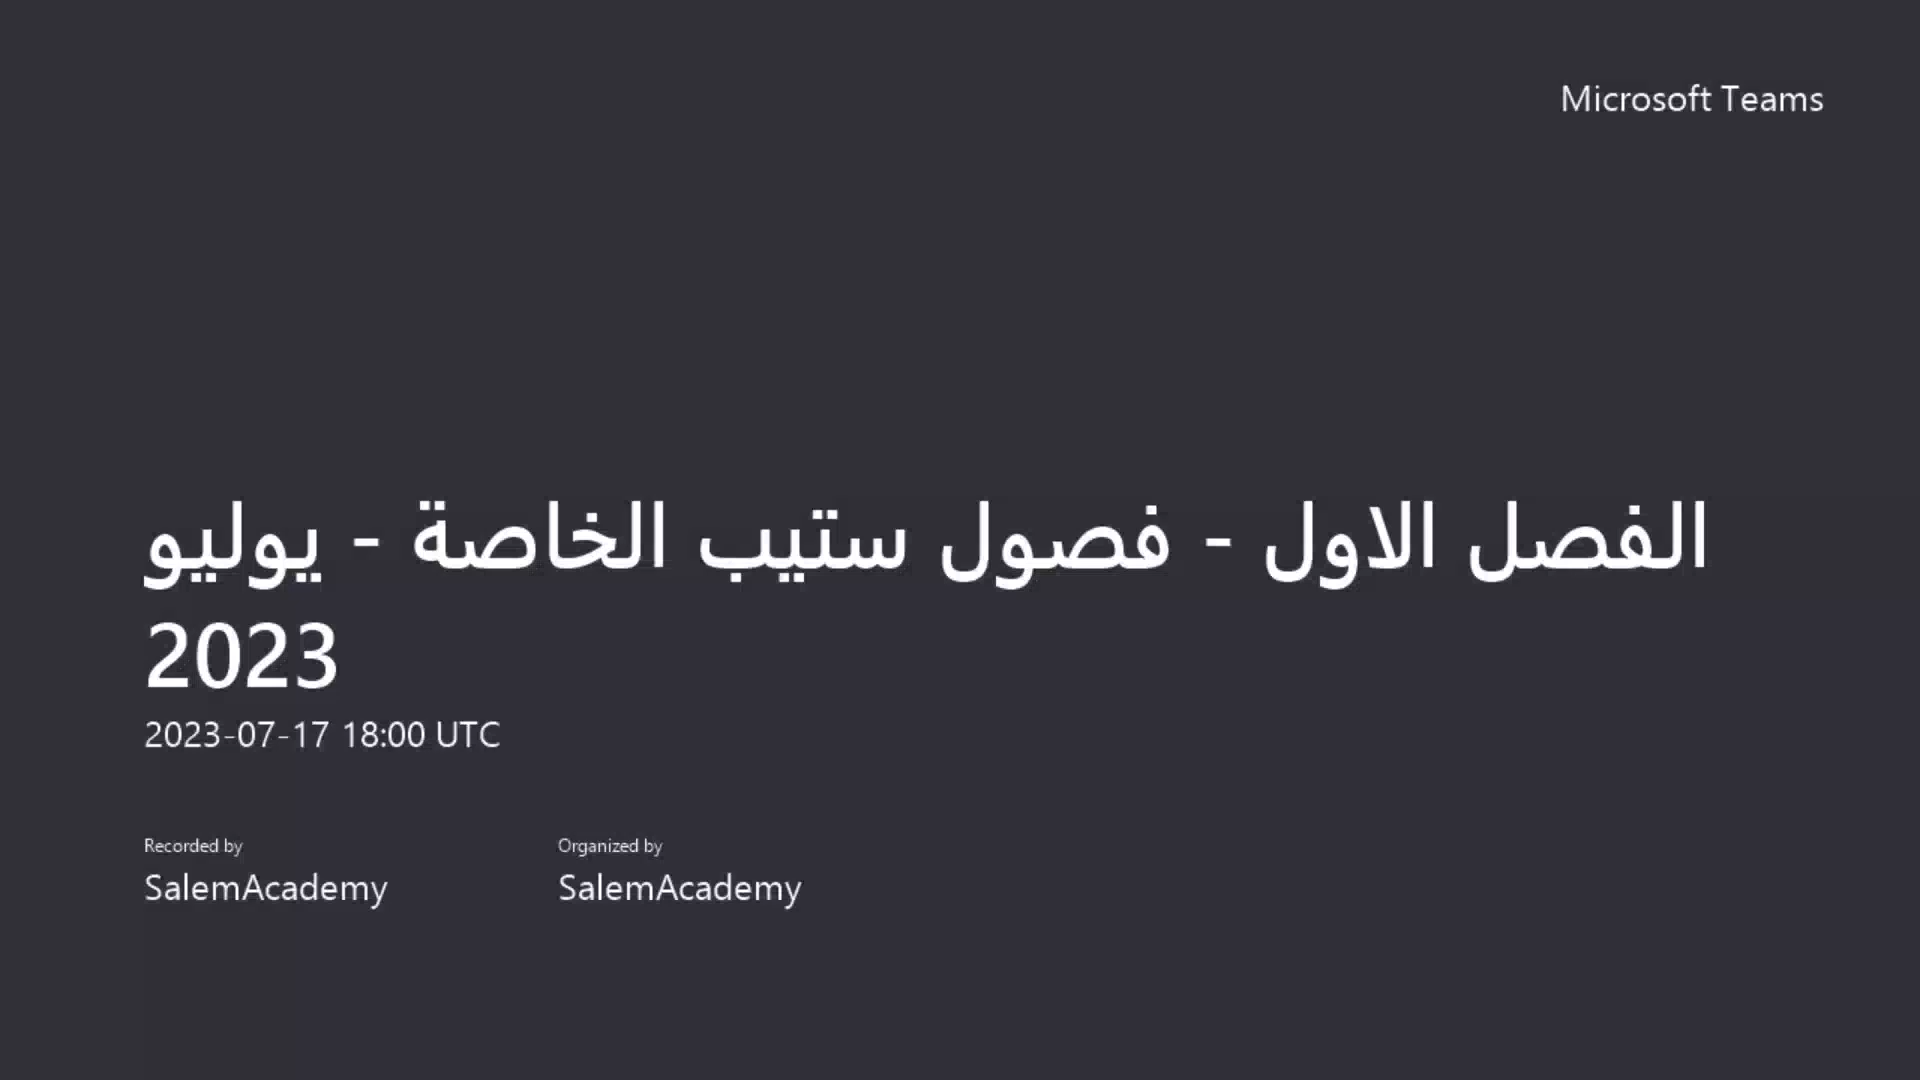 Microsoft Teams
الفصل الاول - فصول ستيب الخاصة - يوليو
2023
2023-07-17 18:00 UTC
Recorded by
SalemAcademy
Organized by
SalemAcademy